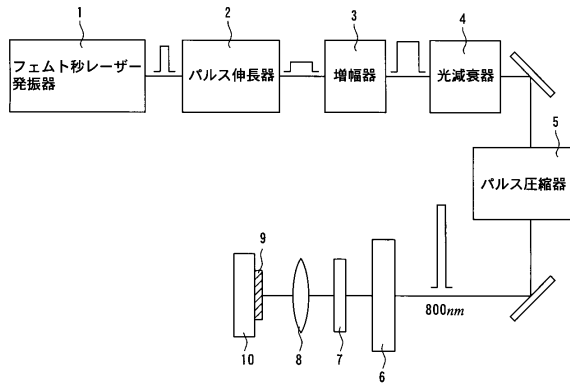 1
フェムト秒レーザー
発振器
2
パルス伸長器
3
増幅器
4
光減衰器
5
パルス圧縮器
800nm
6
7
8
9
10